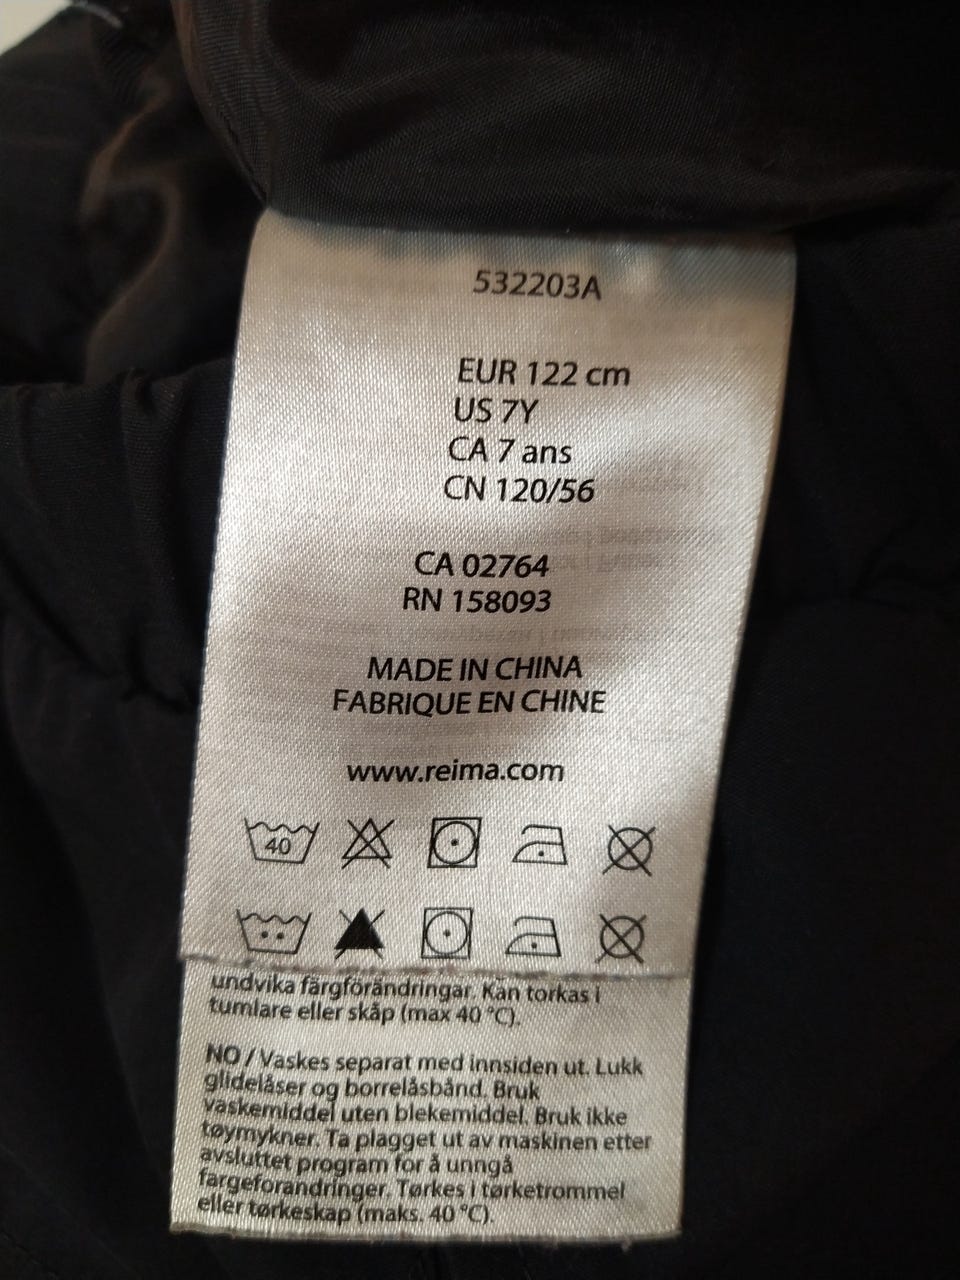 532203A
EUR 122 cm
US 7Y
CA 7 ans
CN 120/56
CA 02764
RN 158093
MADE IN CHINA
FABRIQUE EN CHINE
www.reima.com
40
undvika färgförändringar. Kan torkas i
tumlare eller skåp (max 40 °C).
NO / Vaskes separat med innsiden ut. Lukk
glidelåser og borrelåsbånd. Bruk
vaskemiddel uten blekemiddel. Bruk ikke
tøymykner. Ta plagget ut av maskinen etter
avsluttet program for å unngå
fargeforandringer. Tørkes i tørketrommel
eller tørkeskap (maks. 40 °C).